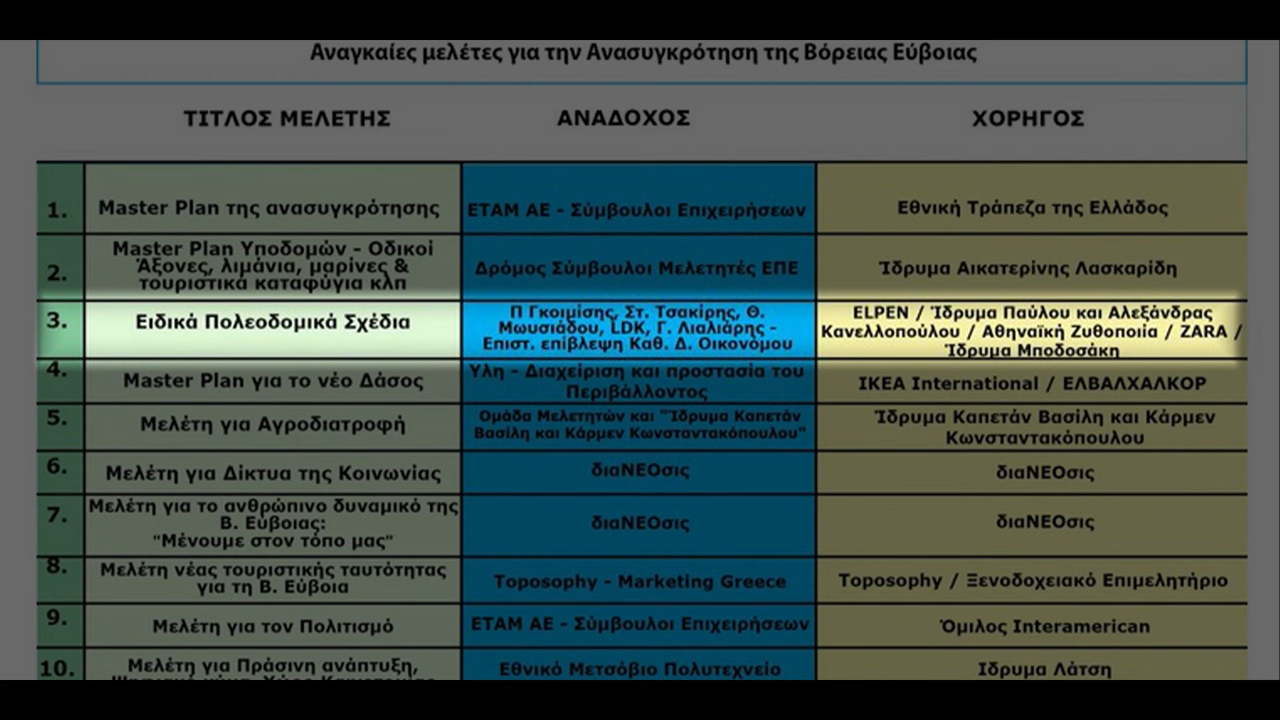 Αναγκαίες μελέτες για την Ανασυγκρότηση της Βόρειας Εύβοιας
ΤΙΤΛΟΣ ΜΕΛΕΤΗΣ ΑΝΑΔΟΧΟΣ ΧΟΡΗΓΟΣ
1. Master Plan της ανασυγκρότησης ΕΤΑΜ ΑΕ - Σύμβουλοι Επιχειρήσεων Εθνική Τράπεζα της Ελλάδος
2. Master Plan Υποδομών - Οδικοί
Άξονες, λιμάνια, μαρίνες &
τουριστικά καταφύγια κλπ
Δρόμος Σύμβουλοι Μελετητές ΕΠΕ
Ίδρυμα Αικατερίνης Λασκαρίδη
3. Ειδικά Πολεοδομικά Σχέδια
Π Γκοιμίσης, Στ. Τσακίρης, Θ.
Μωυσιάδου, LDK, Γ. Λιαλιάρης -
Επιστ. επίβλεψη Καθ. Δ. Οικονόμου
ELPEN / Ίδρυμα Παύλου και Αλεξάνδρας
Κανελλοπούλου / Αθηναϊκή Ζυθοποιία / ZARA /
Ίδρυμα Μποδοσάκη
4. Master Plan για το νέο Δάσος
Ύλη - Διαχείριση και προστασία του
Περιβάλλοντος
IKEA International / ΕΛΒΑΛΧΑΛΚΟΡ
5. Μελέτη για Αγροδιατροφή
Ομάδα Μελετητών και "Ίδρυμα Καπετάν
Βασίλη και Κάρμεν Κωνσταντακόπουλου"
Ίδρυμα Καπετάν Βασίλη και Κάρμεν
Κωνσταντακόπουλου
6. Μελέτη για Δίκτυα της Κοινωνίας διαΝΕΟσις διαΝΕΟσις
7. Μελέτη για το ανθρώπινο δυναμικό της
Β. Εύβοιας:
"Μένουμε στον τόπο μας"
διαΝΕΟσις
διαΝΕΟσις
8. Μελέτη νέας τουριστικής ταυτότητας
για τη Β. Εύβοια
Toposophy - Marketing Greece
Toposophy / Ξενοδοχειακό Επιμελητήριο
9. Μελέτη για τον Πολιτισμό ΕΤΑΜ ΑΕ - Σύμβουλοι Επιχειρήσεων Όμιλος Interamerican
10. Μελέτη για Πράσινη ανάπτυξη,
Εθνικό Μετσόβιο Πολυτεχνείο
Ιδρυμα Λάτση